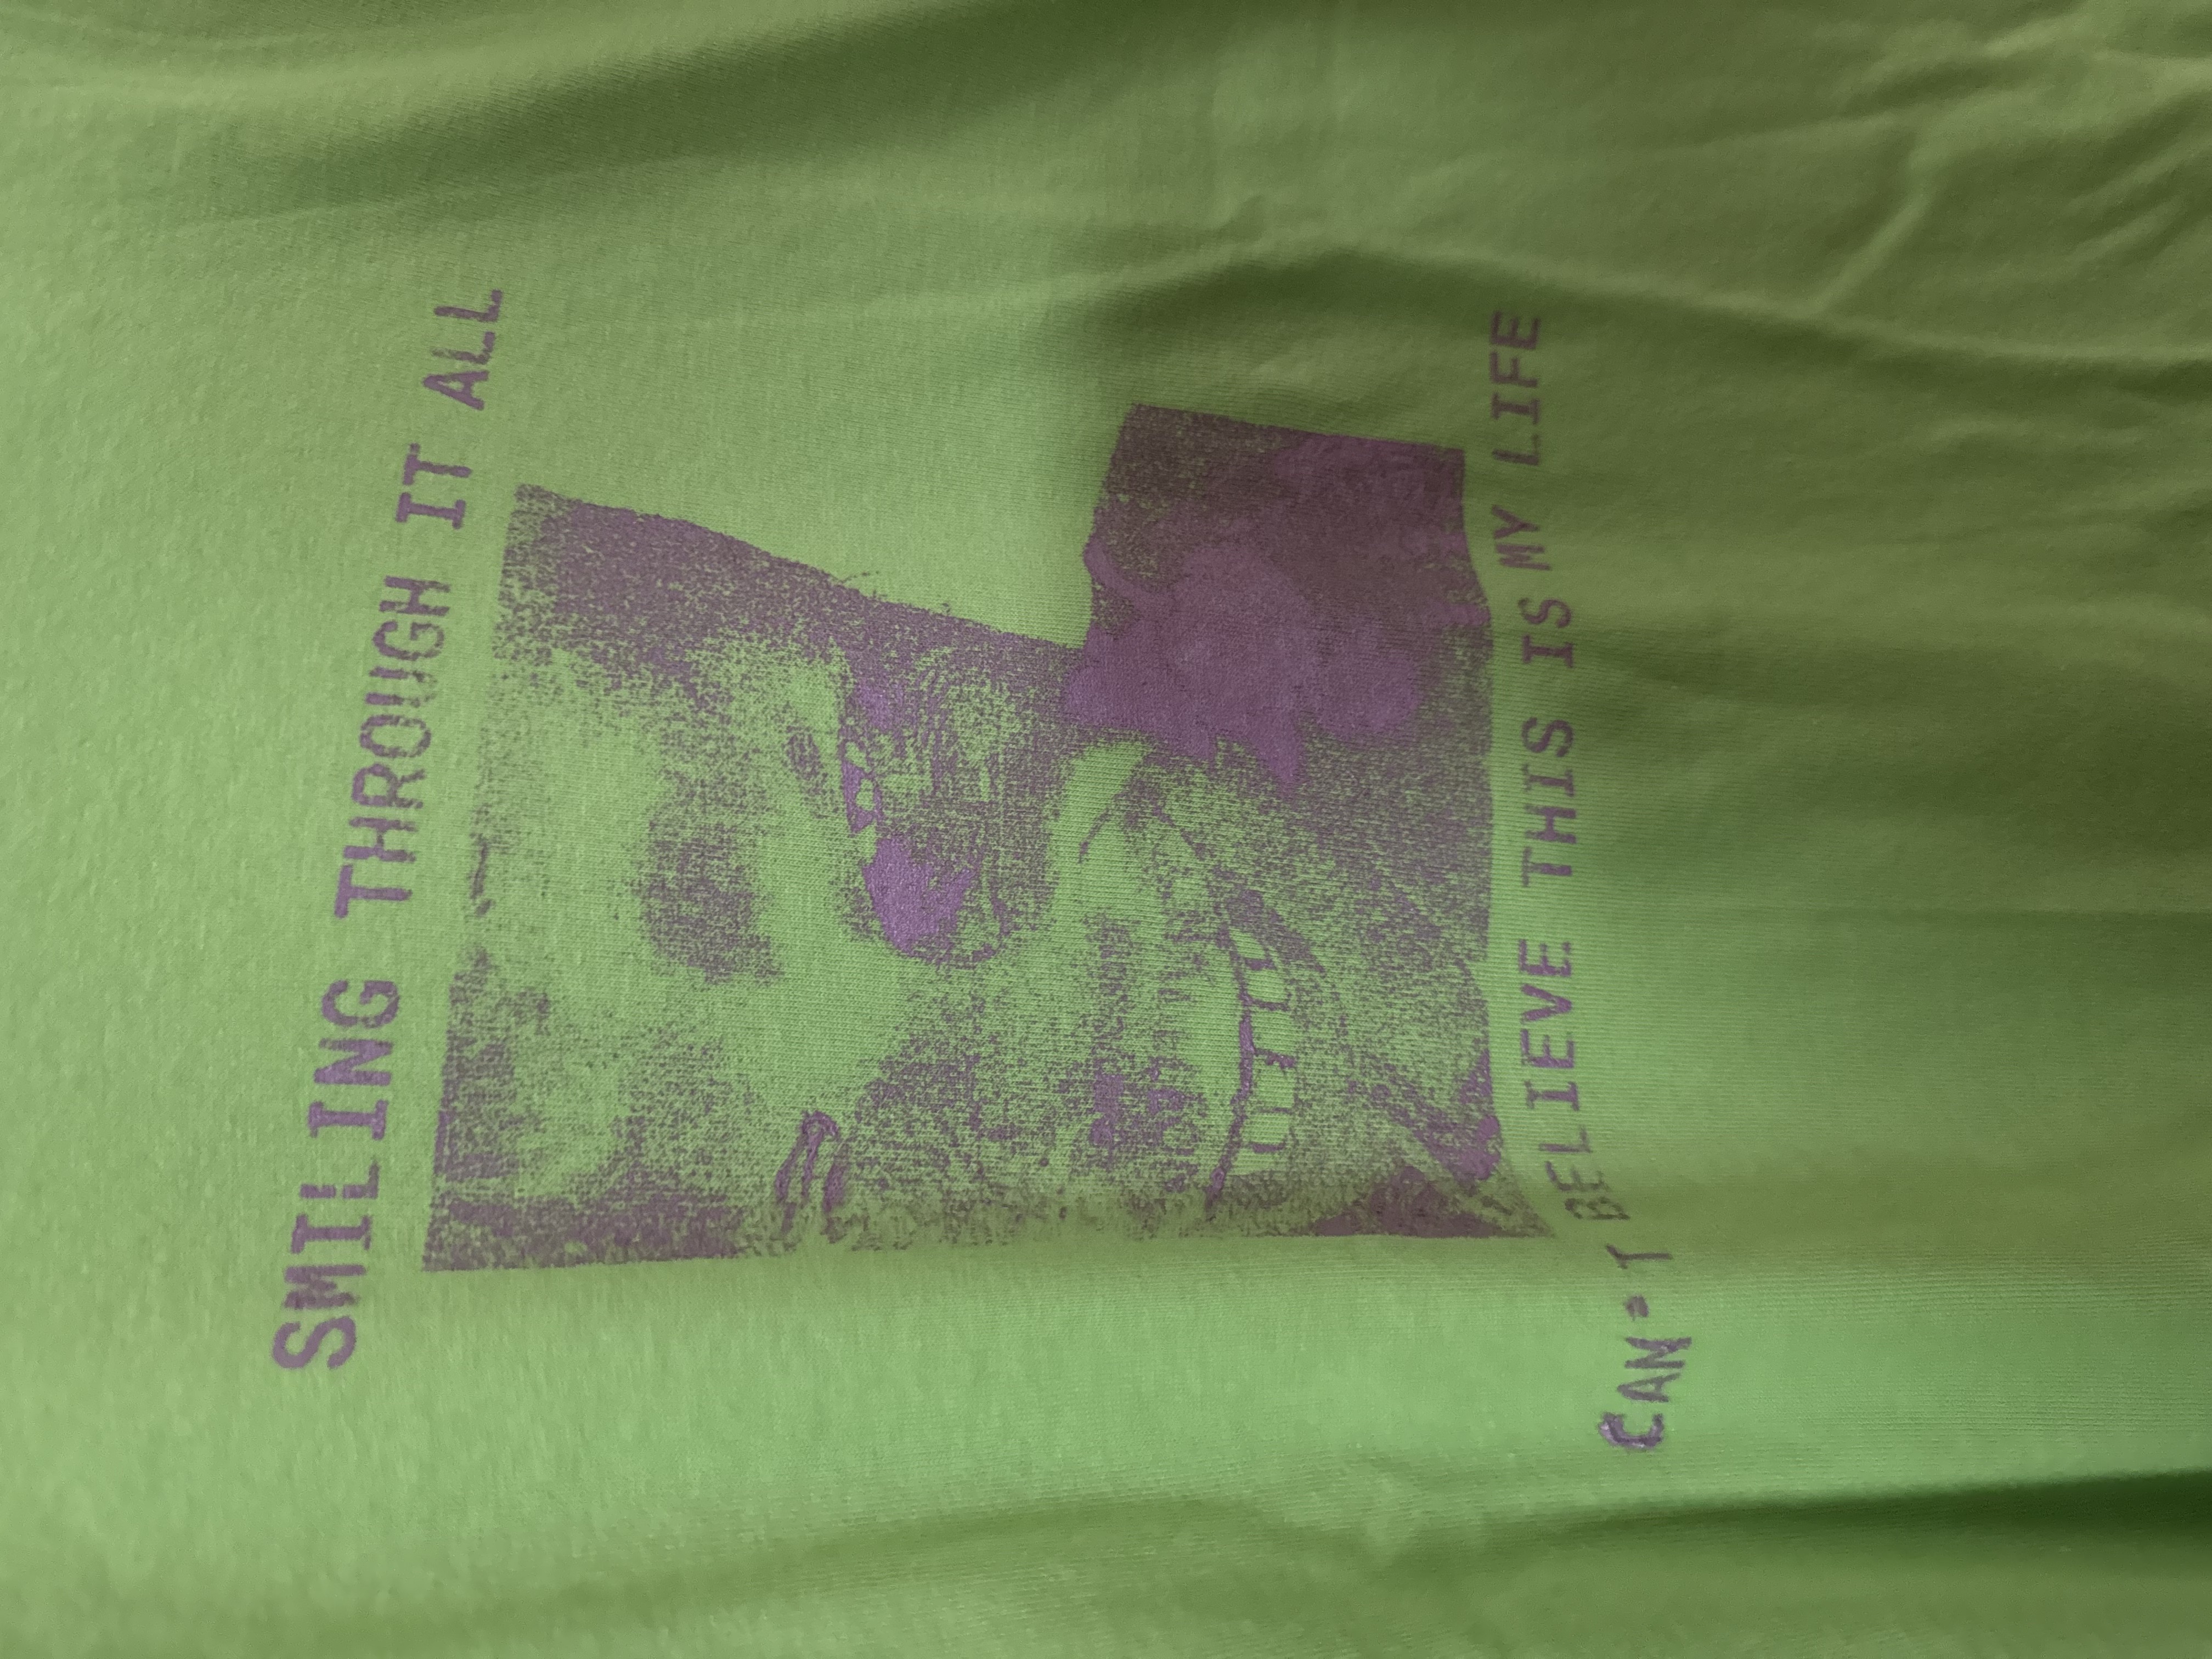 SMILING THROUGH IT ALL
CAN'T BELIEVE THIS IS MY LIFE